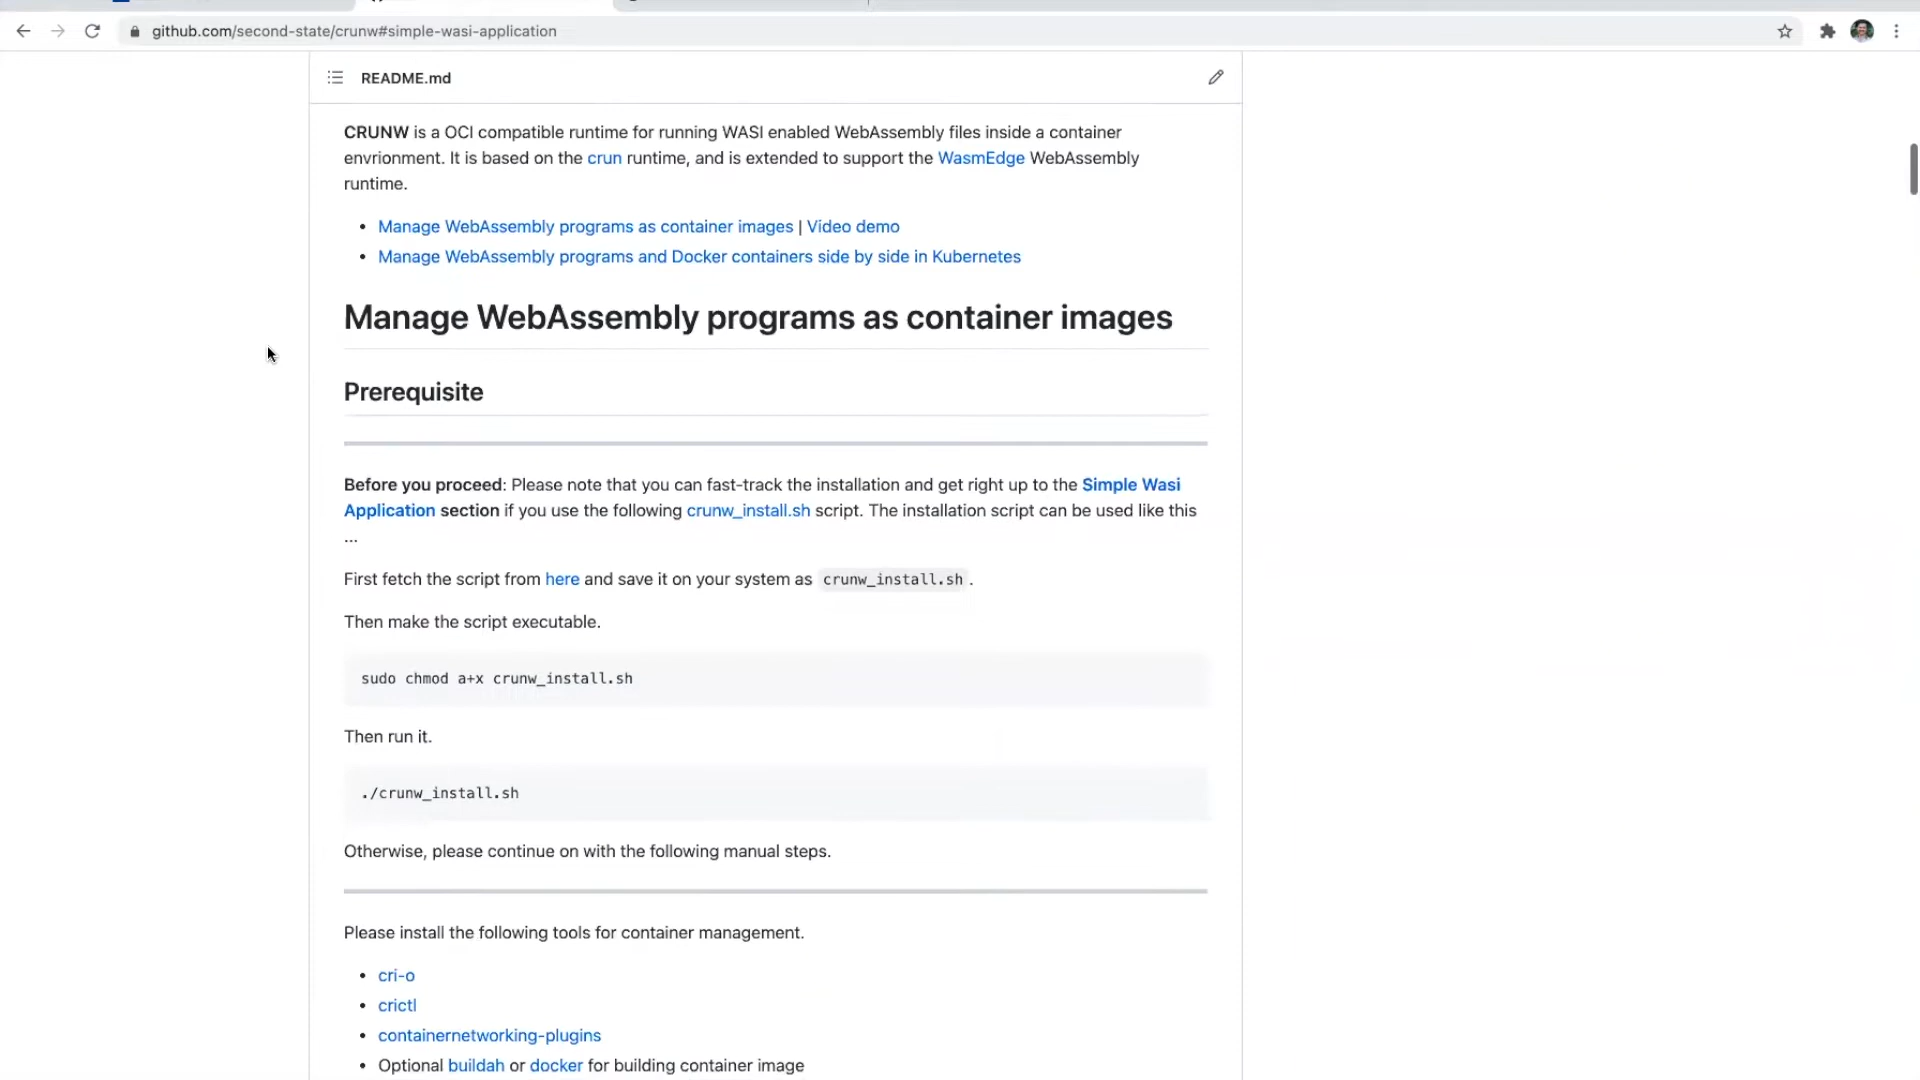 github.com/second-state/crunw#simple-wasi-application
README.md
CRUNW is a OCI compatible runtime for running WASI enabled WebAssembly files inside a container
envrionment. It is based on the crun runtime, and is extended to support the WasmEdge WebAssembly
runtime.
• Manage WebAssembly programs as container images | Video demo
• Manage WebAssembly programs and Docker containers side by side in Kubernetes
Manage WebAssembly programs as container images
Prerequisite
Before you proceed: Please note that you can fast-track the installation and get right up to the Simple Wasi
Application section if you use the following crunw_install.sh script. The installation script can be used like this
...
First fetch the script from here and save it on your system as crunw_install.sh .
Then make the script executable.
sudo chmod a+x crunw_install.sh
Then run it.
./crunw_install.sh
Otherwise, please continue on with the following manual steps.
Please install the following tools for container management.
• cri-o
• crictl
• containernetworking-plugins
• Optional buildah or docker for building container image